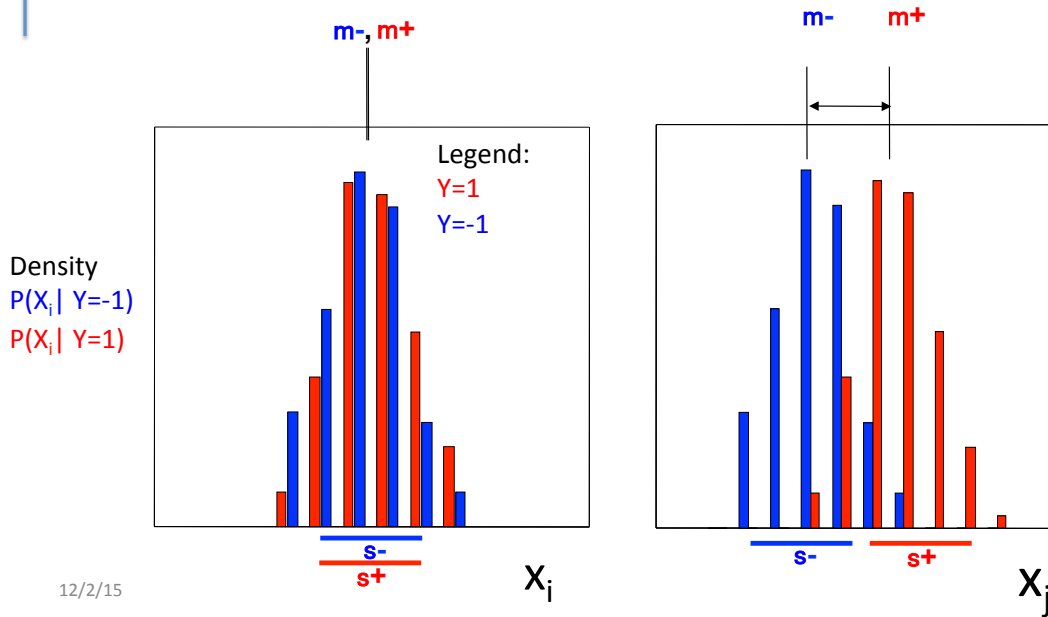 m-, m+
m- m+
Legend:
Y=1
Y=-1
Density
P(Xi| Y=-1)
P(Xi| Y=1)
s-
s+
s- s+
xi
xj
12/2/15